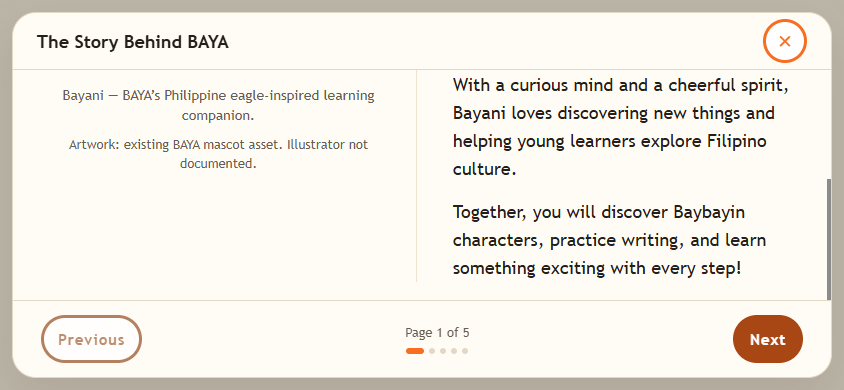 The Story Behind BAYA
Bayani — BAYA's Philippine eagle-inspired learning
companion.
Artwork: existing BAYA mascot asset. Illustrator not
documented.
With a curious mind and a cheerful spirit,
Bayani loves discovering new things and
helping young learners explore Filipino
culture.
Together, you will discover Baybayin
characters, practice writing, and learn
something exciting with every step!
Previous
Page 1 of 5
Next